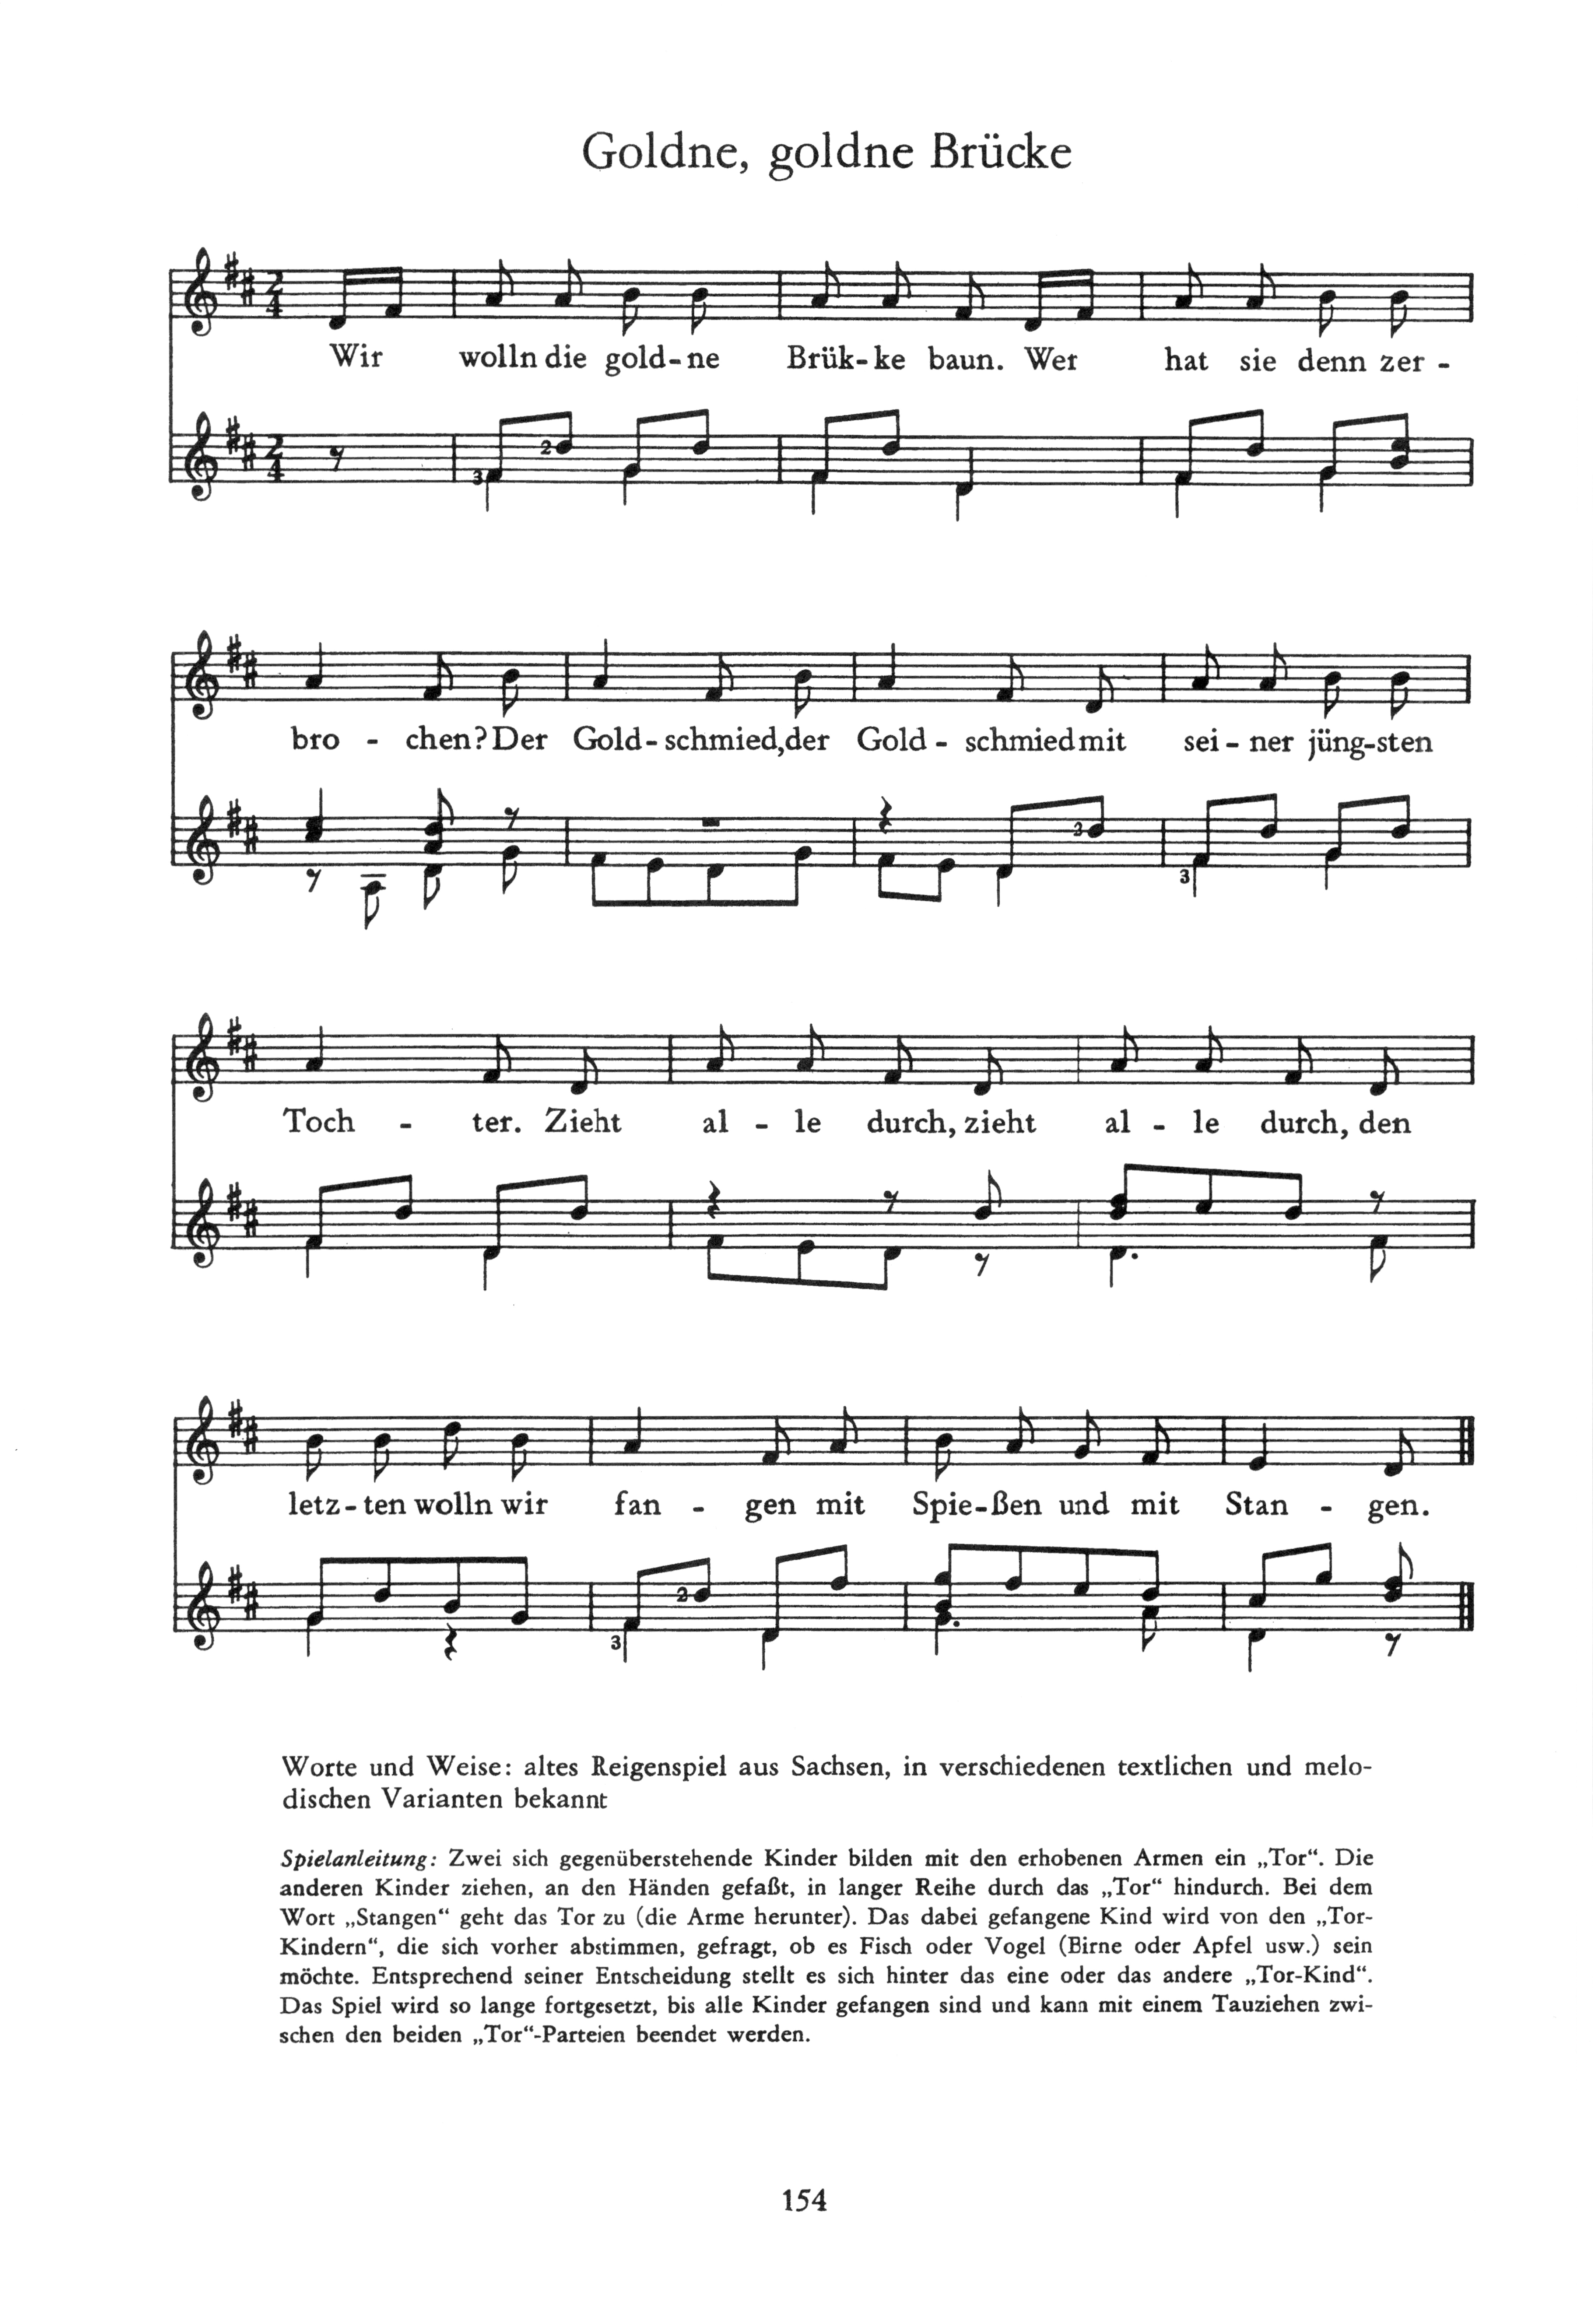 Goldne, goldne Brücke
2 4
Wir wolln die gold-ne Brük-ke baun. Wer hat sie denn zer-
2 4 3 2
bro - chen? Der Gold-schmied, der Gold - schmied mit sei - ner jüng-sten
2 3
Toch - ter. Zieht al - le durch, zieht al - le durch, den
letz - ten wolln wir fan - gen mit Spie-ßen und mit Stan - gen.
3 2
Worte und Weise: altes Reigenspiel aus Sachsen, in verschiedenen textlichen und melo-
dischen Varianten bekannt
Spielanleitung: Zwei sich gegenüberstehende Kinder bilden mit den erhobenen Armen ein „Tor“. Die
anderen Kinder ziehen, an den Händen gefaßt, in langer Reihe durch das „Tor“ hindurch. Bei dem
Wort „Stangen“ geht das Tor zu (die Arme herunter). Das dabei gefangene Kind wird von den „Tor-
Kindern“, die sich vorher abstimmen, gefragt, ob es Fisch oder Vogel (Birne oder Apfel usw.) sein
möchte. Entsprechend seiner Entscheidung stellt es sich hinter das eine oder das andere „Tor-Kind“.
Das Spiel wird so lange fortgesetzt, bis alle Kinder gefangen sind und kann mit einem Tauziehen zwi-
schen den beiden „Tor“-Parteien beendet werden.
154